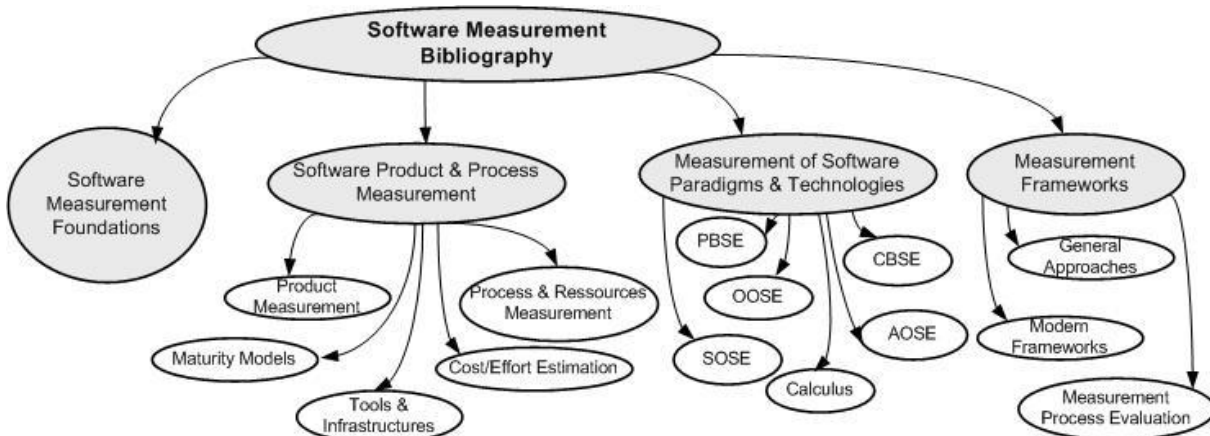 Software Measurement
Bibliography
Software
Measurement
Foundations
Software Product & Process
Measurement
Measurement of Software
Paradigms & Technologies
Measurement
Frameworks
Product
Measurement
Process & Ressources
Measurement
Maturity Models
Cost/Effort Estimation
Tools &
Infrastructures
PBSE
CBSE
OOSE
AOSE
SOSE
Calculus
General
Approaches
Modern
Frameworks
Measurement
Process Evaluation